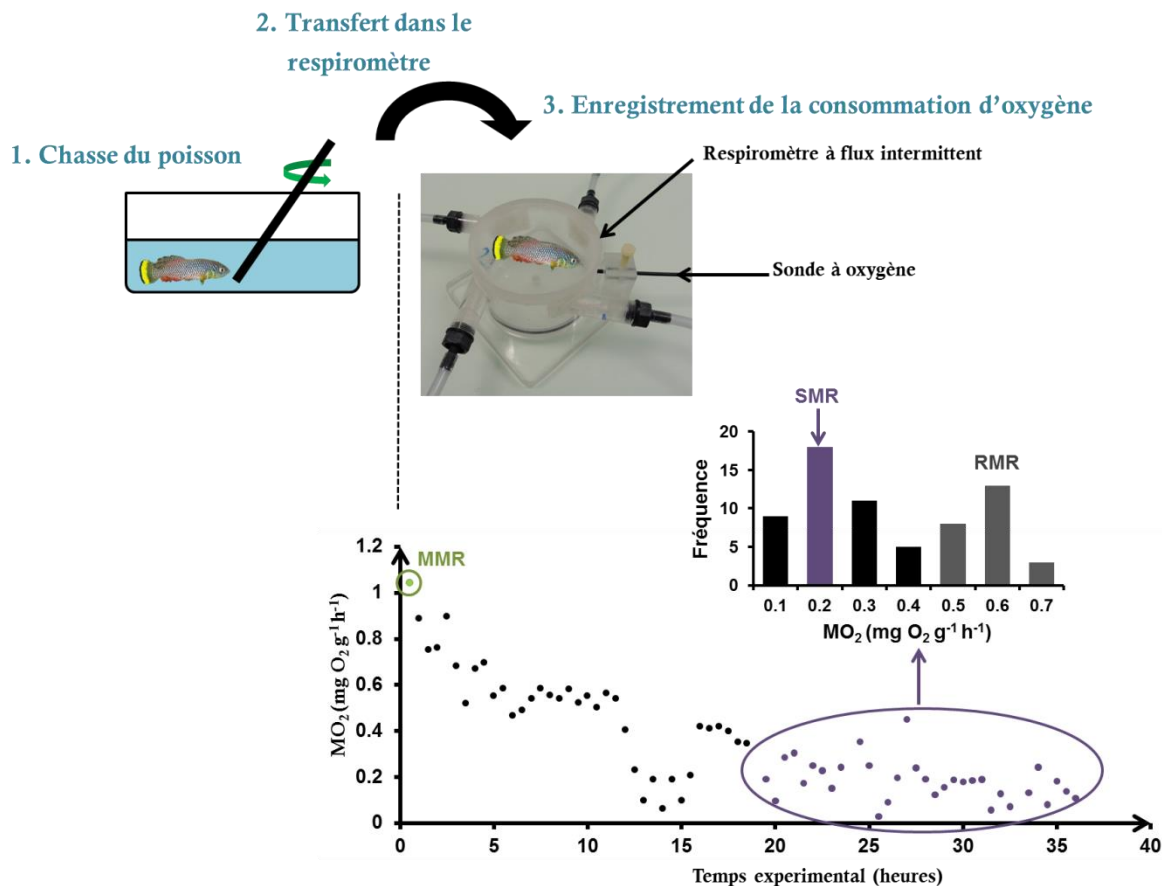 2. Transfert dans le
respiromètre
3. Enregistrement de la consommation d'oxygène
1. Chasse du poisson
Respiromètre à flux intermittent
Sonde à oxygène
SMR
RMR
Fréquence
20
15
10
5
0
0.1 0.2 0.3 0.4 0.5 0.6 0.7
MO₂ (mg O₂ g⁻¹ h⁻¹)
MMR
MO₂ (mg O₂ g⁻¹ h⁻¹)
1.2
1
0.8
0.6
0.4
0.2
0
0 5 10 15 20 25 30 35 40
Temps experimental (heures)